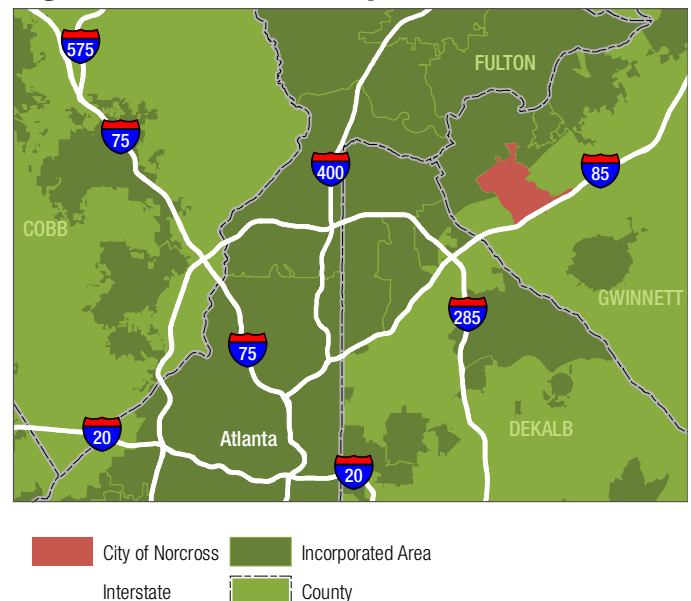 575
FULTON
75
400
85
COBB
GWINNETT
285
75
DEKALB
20
Atlanta
20
City of Norcross
Incorporated Area
Interstate
County